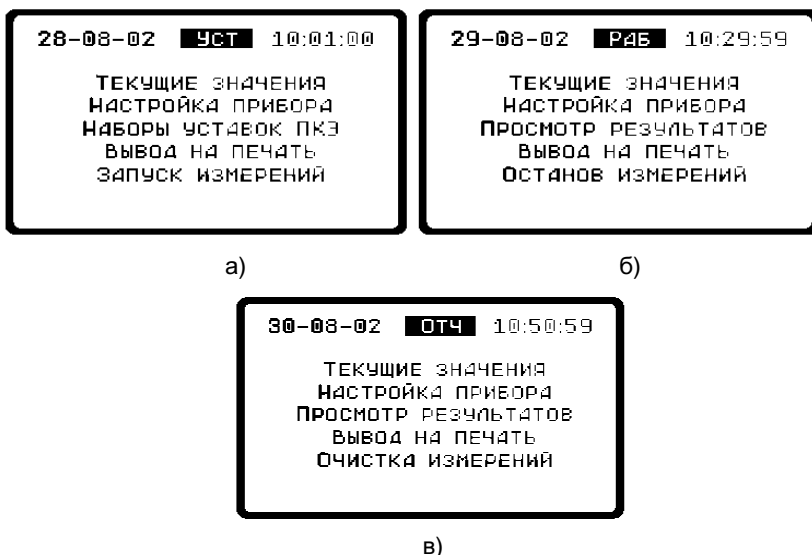 28-08-02 УСТ 10:01:00
Текущие значения
Настройка прибора
Наборы уставок ПКЭ
Вывод на печать
Запуск измерений
а)
29-08-02 РАБ 10:29:59
Текущие значения
Настройка прибора
Просмотр результатов
Вывод на печать
Останов измерений
б)
30-08-02 ОТЧ 10:50:59
Текущие значения
Настройка прибора
Просмотр результатов
Вывод на печать
Очистка измерений
в)